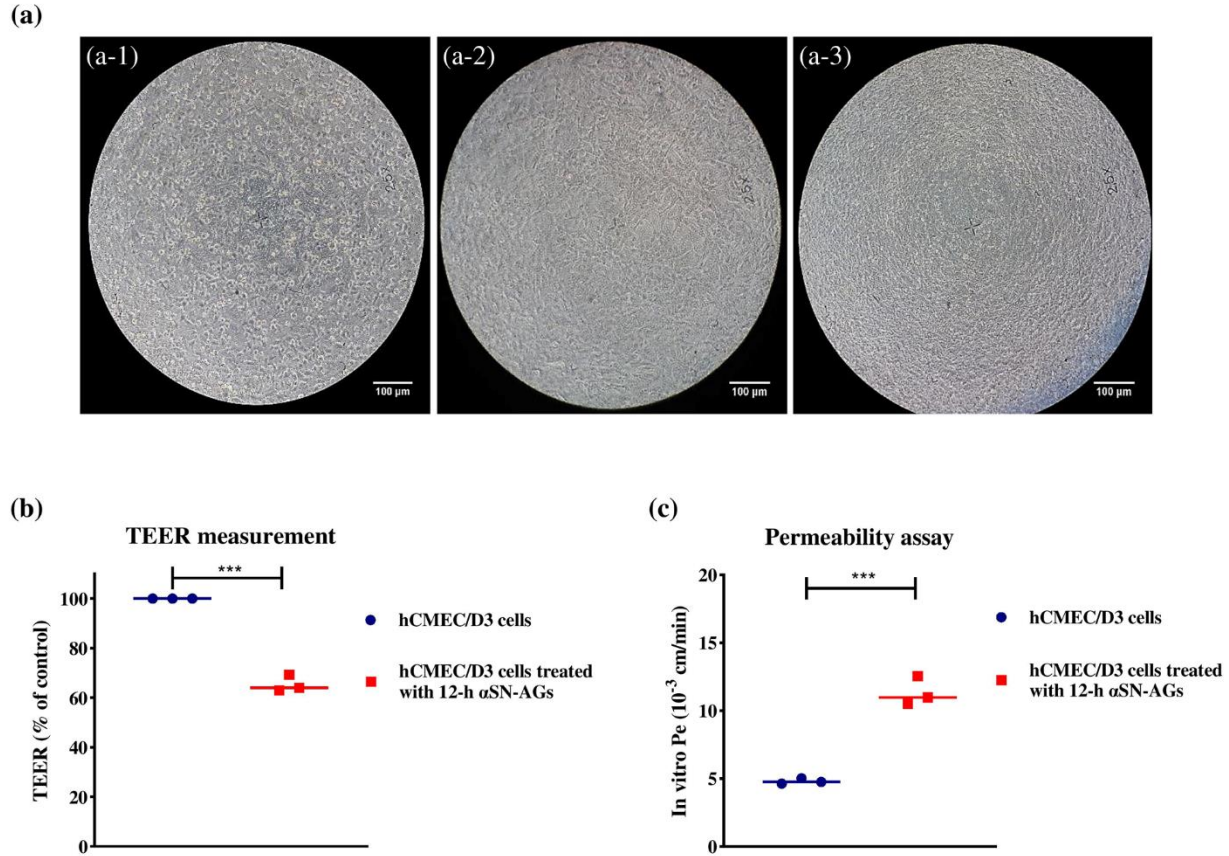 (a)
(a-1)
(a-2)
(a-3)
25x
25x
25x
100 µm
100 µm
100 µm
(b)
TEER measurement
***
100
80
60
40
20
0
TEER (% of control)
hCMEC/D3 cells
hCMEC/D3 cells treated
with 12-h αSN-AGs
(c)
Permeability assay
***
20
15
10
5
0
In vitro Pe (10⁻³ cm/min)
hCMEC/D3 cells
hCMEC/D3 cells treated
with 12-h αSN-AGs